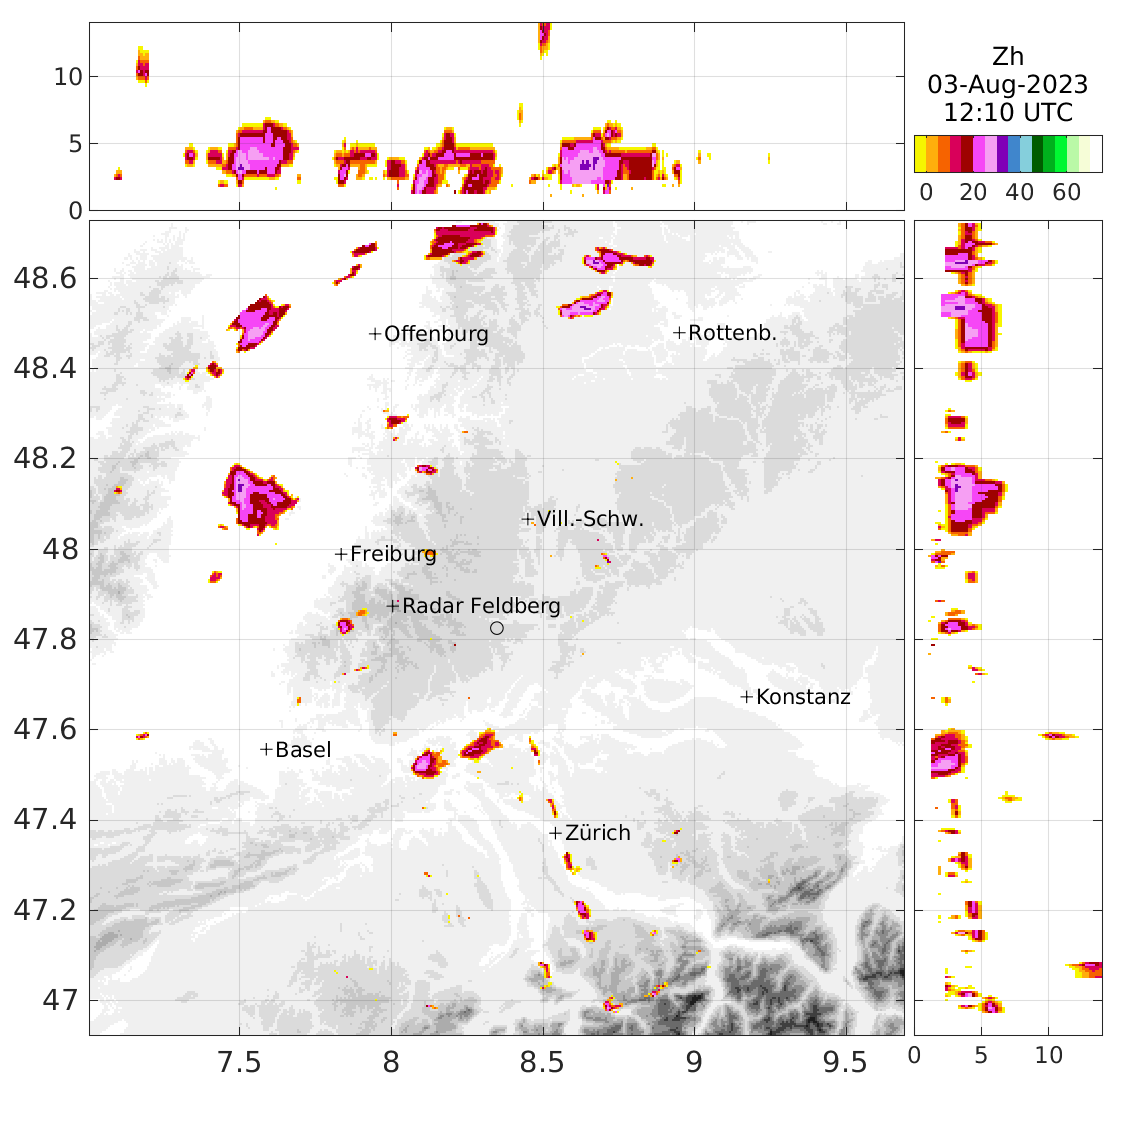 Zh
03-Aug-2023
12:10 UTC
0 20 40 60
10
5
0
48.6
48.4
48.2
48
47.8
47.6
47.4
47.2
47
+Offenburg
+Rottenb.
+Vill.-Schw.
+Freiburg
+Radar Feldberg
+Konstanz
+Basel
+Zürich
7.5 8 8.5 9 9.5
0 5 10